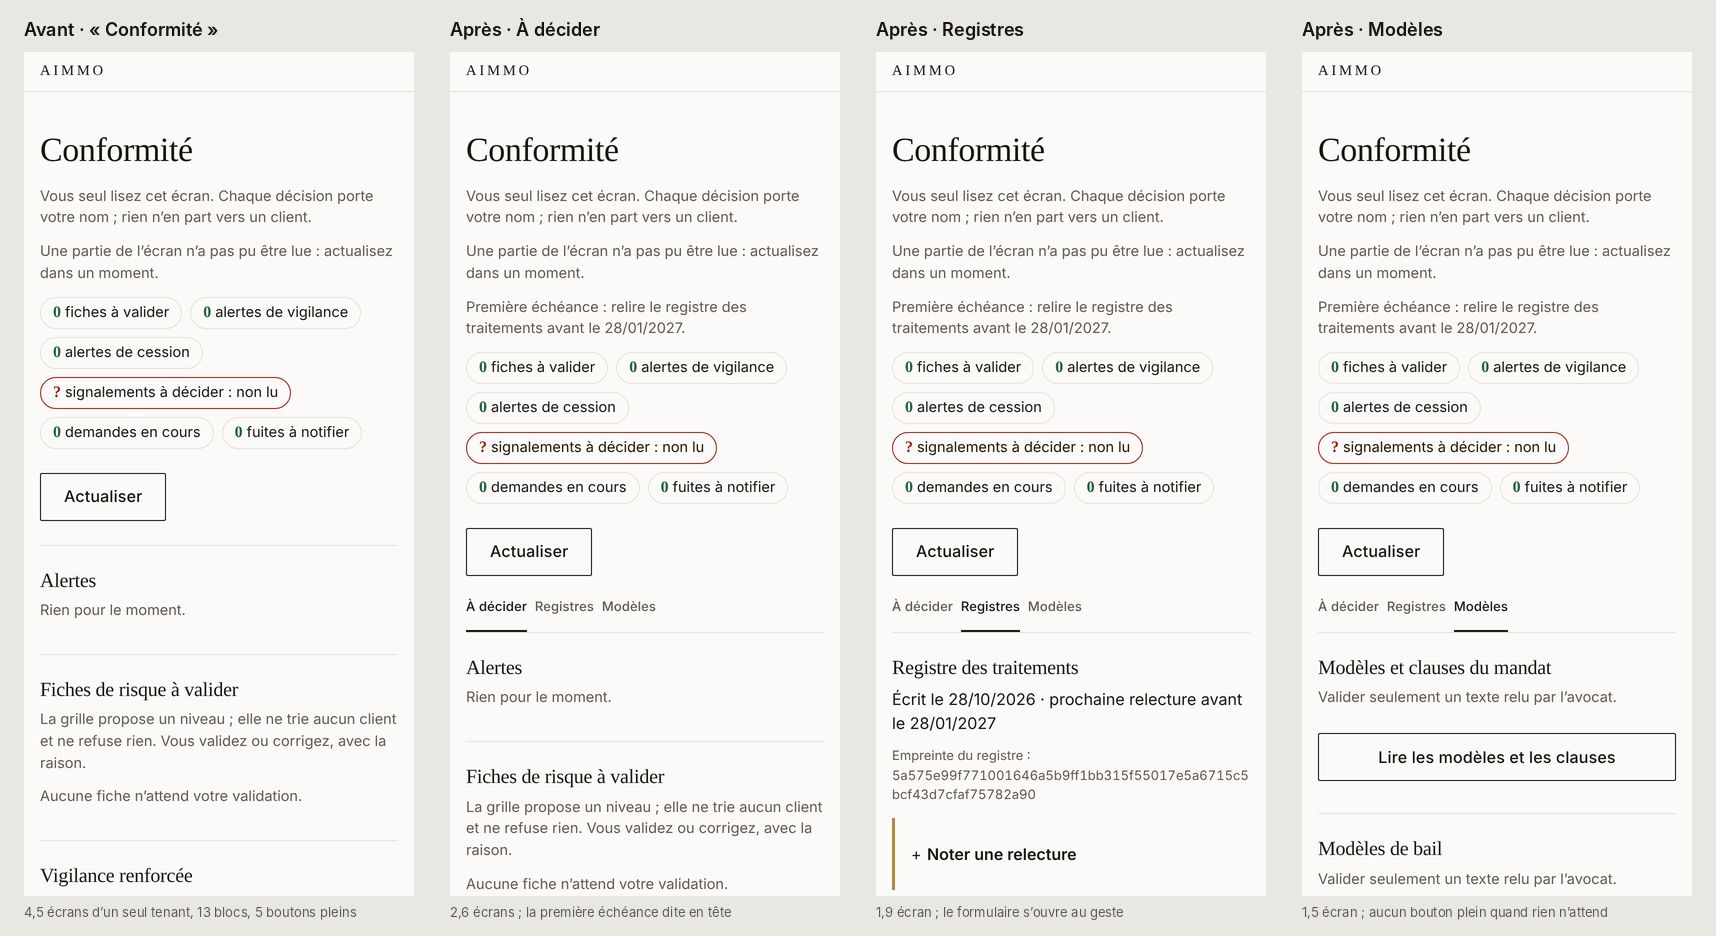 Avant · « Conformité »
AIMMO
Conformité
Vous seul lisez cet écran. Chaque décision porte
votre nom ; rien n’en part vers un client.
Une partie de l’écran n’a pas pu être lue : actualisez
dans un moment.
0 fiches à valider
0 alertes de vigilance
0 alertes de cession
? signalements à décider : non lu
0 demandes en cours
0 fuites à notifier
Actualiser
Alertes
Rien pour le moment.
Fiches de risque à valider
La grille propose un niveau ; elle ne trie aucun client
et ne refuse rien. Vous validez ou corrigez, avec la
raison.
Aucune fiche n’attend votre validation.
Vigilance renforcée
4,5 écrans d’un seul tenant, 13 blocs, 5 boutons pleins
Après · À décider
AIMMO
Conformité
Vous seul lisez cet écran. Chaque décision porte
votre nom ; rien n’en part vers un client.
Une partie de l’écran n’a pas pu être lue : actualisez
dans un moment.
Première échéance : relire le registre des
traitements avant le 28/01/2027.
0 fiches à valider
0 alertes de vigilance
0 alertes de cession
? signalements à décider : non lu
0 demandes en cours
0 fuites à notifier
Actualiser
À décider Registres Modèles
Alertes
Rien pour le moment.
Fiches de risque à valider
La grille propose un niveau ; elle ne trie aucun client
et ne refuse rien. Vous validez ou corrigez, avec la
raison.
Aucune fiche n’attend votre validation.
2,6 écrans ; la première échéance dite en tête
Après · Registres
AIMMO
Conformité
Vous seul lisez cet écran. Chaque décision porte
votre nom ; rien n’en part vers un client.
Une partie de l’écran n’a pas pu être lue : actualisez
dans un moment.
Première échéance : relire le registre des
traitements avant le 28/01/2027.
0 fiches à valider
0 alertes de vigilance
0 alertes de cession
? signalements à décider : non lu
0 demandes en cours
0 fuites à notifier
Actualiser
À décider Registres Modèles
Registre des traitements
Écrit le 28/10/2026 · prochaine relecture avant
le 28/01/2027
Empreinte du registre :
5a575e99f771001646a5b9ff1bb315f55017e5a6715c5
bcf43d7cfaf75782a90
+ Noter une relecture
1,9 écran ; le formulaire s’ouvre au geste
Après · Modèles
AIMMO
Conformité
Vous seul lisez cet écran. Chaque décision porte
votre nom ; rien n’en part vers un client.
Une partie de l’écran n’a pas pu être lue : actualisez
dans un moment.
Première échéance : relire le registre des
traitements avant le 28/01/2027.
0 fiches à valider
0 alertes de vigilance
0 alertes de cession
? signalements à décider : non lu
0 demandes en cours
0 fuites à notifier
Actualiser
À décider Registres Modèles
Modèles et clauses du mandat
Valider seulement un texte relu par l’avocat.
Lire les modèles et les clauses
Modèles de bail
Valider seulement un texte relu par l’avocat.
1,5 écran ; aucun bouton plein quand rien n’attend